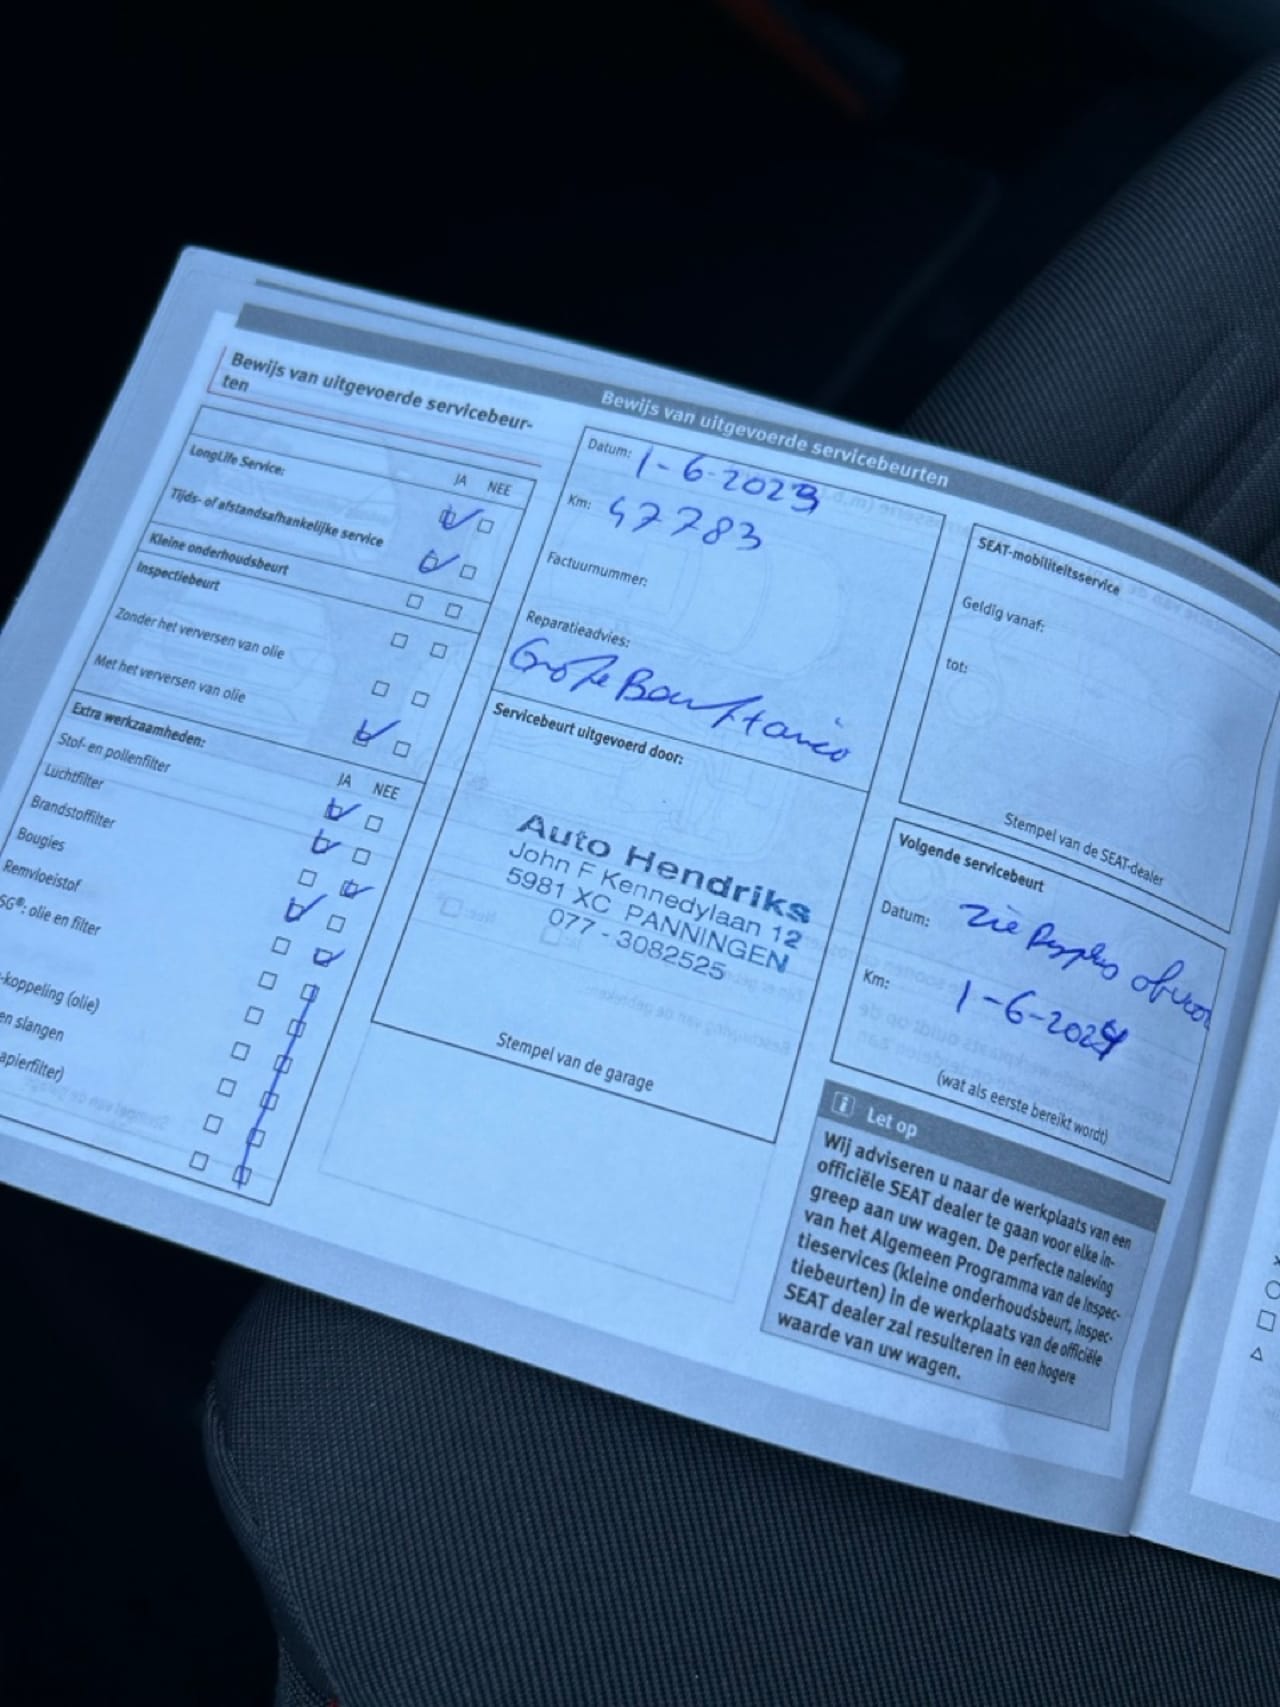 Bewijs van uitgevoerde servicebeurten
Bewijs van uitgevoerde servicebeur-
ten
JA NEE
LongLife Service:
Tijds- of afstandsafhankelijke service
Kleine onderhoudsbeurt
Inspectiebeurt
Zonder het verversen van olie
Met het verversen van olie
Extra werkzaamheden:
JA NEE
Stof- en pollenfilter
Luchtfilter
Brandstoffilter
Bougies
Remvloeistof
SG®: olie en filter
-koppeling (olie)
en slangen
apierfilter)
Datum: 1-6-2023
Km: 47783
Factuurnummer:
Reparatieadvies:
Grote Beurt
Servicebeurt uitgevoerd door:
Auto Hendriks
John F Kennedylaan 12
5981 XC PANNINGEN
077 - 3082525
Stempel van de garage
SEAT-mobiliteitsservice
Geldig vanaf:
tot:
Stempel van de SEAT-dealer
Volgende servicebeurt
Datum: zie
Km: 1-6-2024
(wat als eerste bereikt wordt)
i Let op
Wij adviseren u naar de werkplaats van een
officiële SEAT dealer te gaan voor elke in-
greep aan uw wagen. De perfecte naleving
van het Algemeen Programma van de Inspec-
tieservices (kleine onderhoudsbeurt, inspec-
tiebeurten) in de werkplaats van de officiële
SEAT dealer zal resulteren in een hogere
waarde van uw wagen.